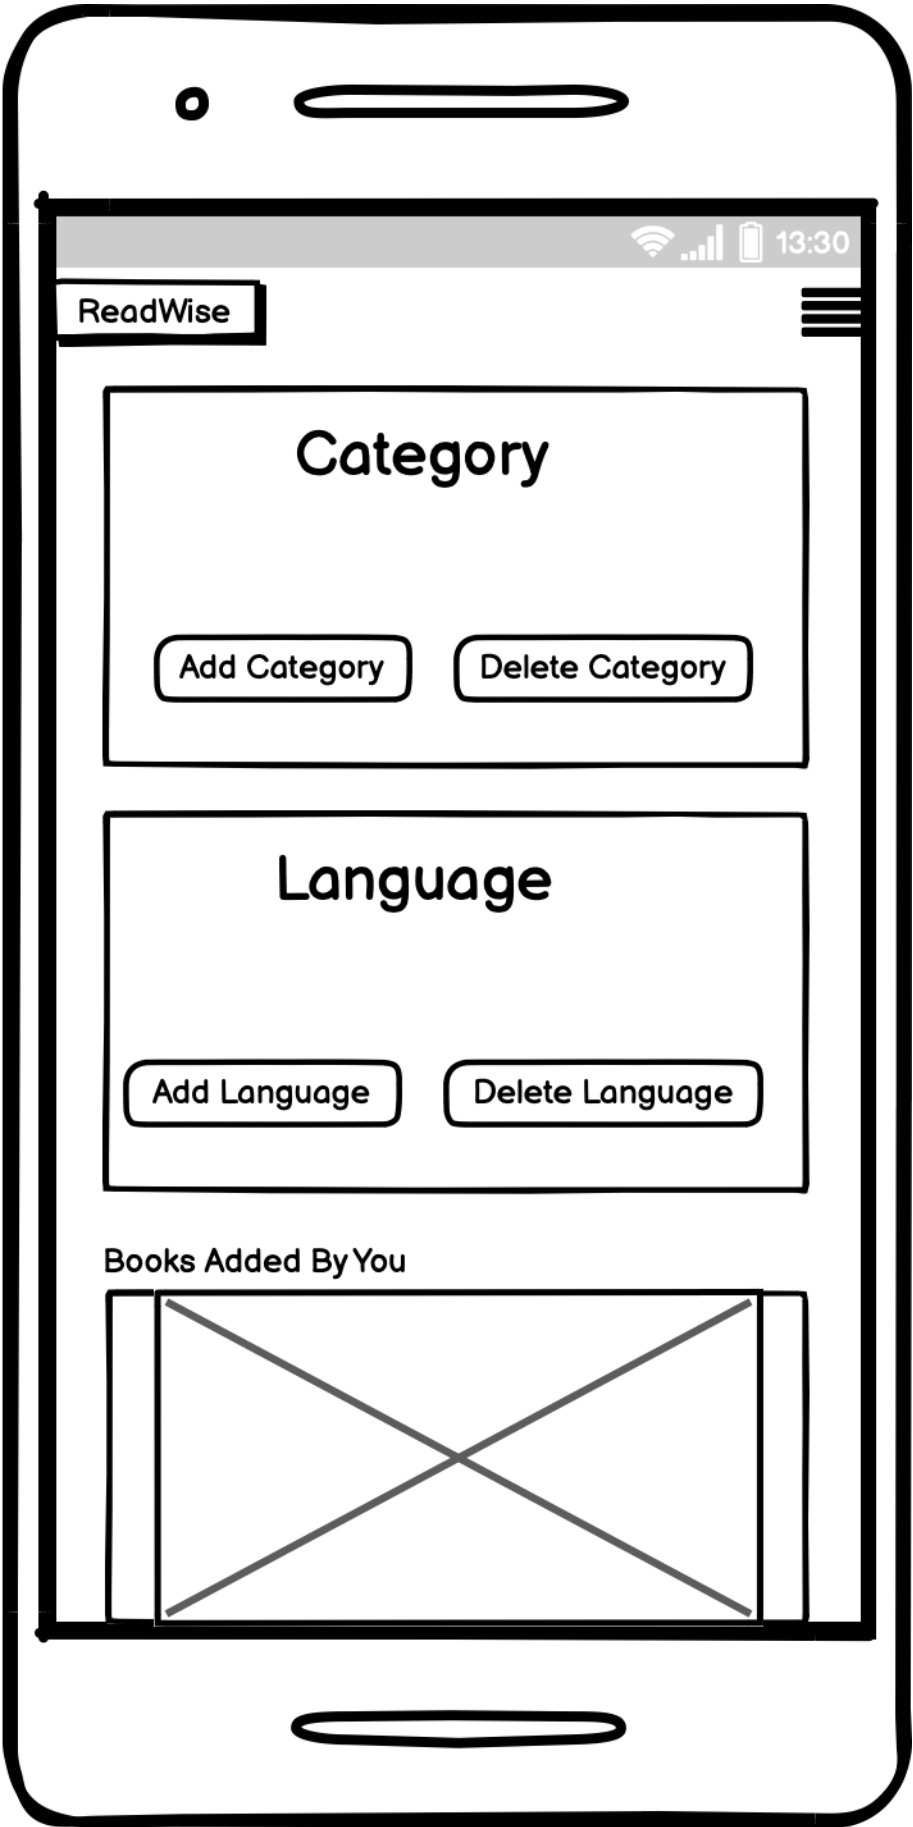 13:30
ReadWise
Category
Add Category Delete Category
Language
Add Language Delete Language
Books Added By You